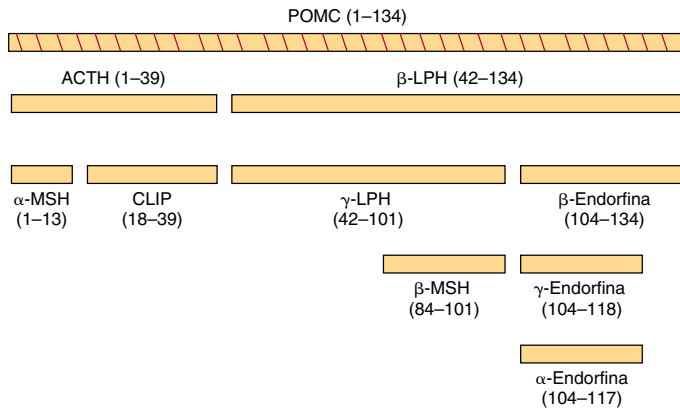 POMC (1–134)
ACTH (1–39)
β-LPH (42–134)
α-MSH
(1–13)
CLIP
(18–39)
γ-LPH
(42–101)
β-Endorfina
(104–134)
β-MSH
(84–101)
γ-Endorfina
(104–118)
α-Endorfina
(104–117)